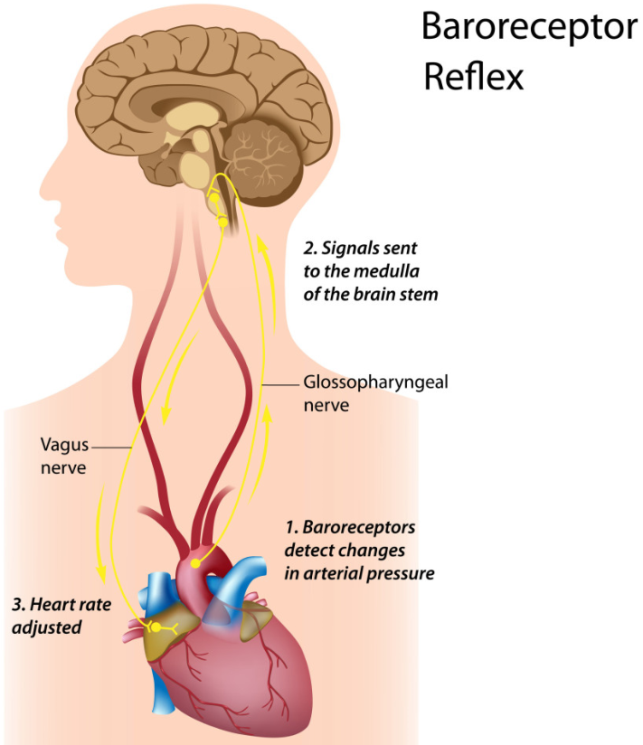 Baroreceptor
Reflex
2. Signals sent
to the medulla
of the brain stem
Glossopharyngeal
nerve
Vagus
nerve
1. Baroreceptors
detect changes
in arterial pressure
3. Heart rate
adjusted